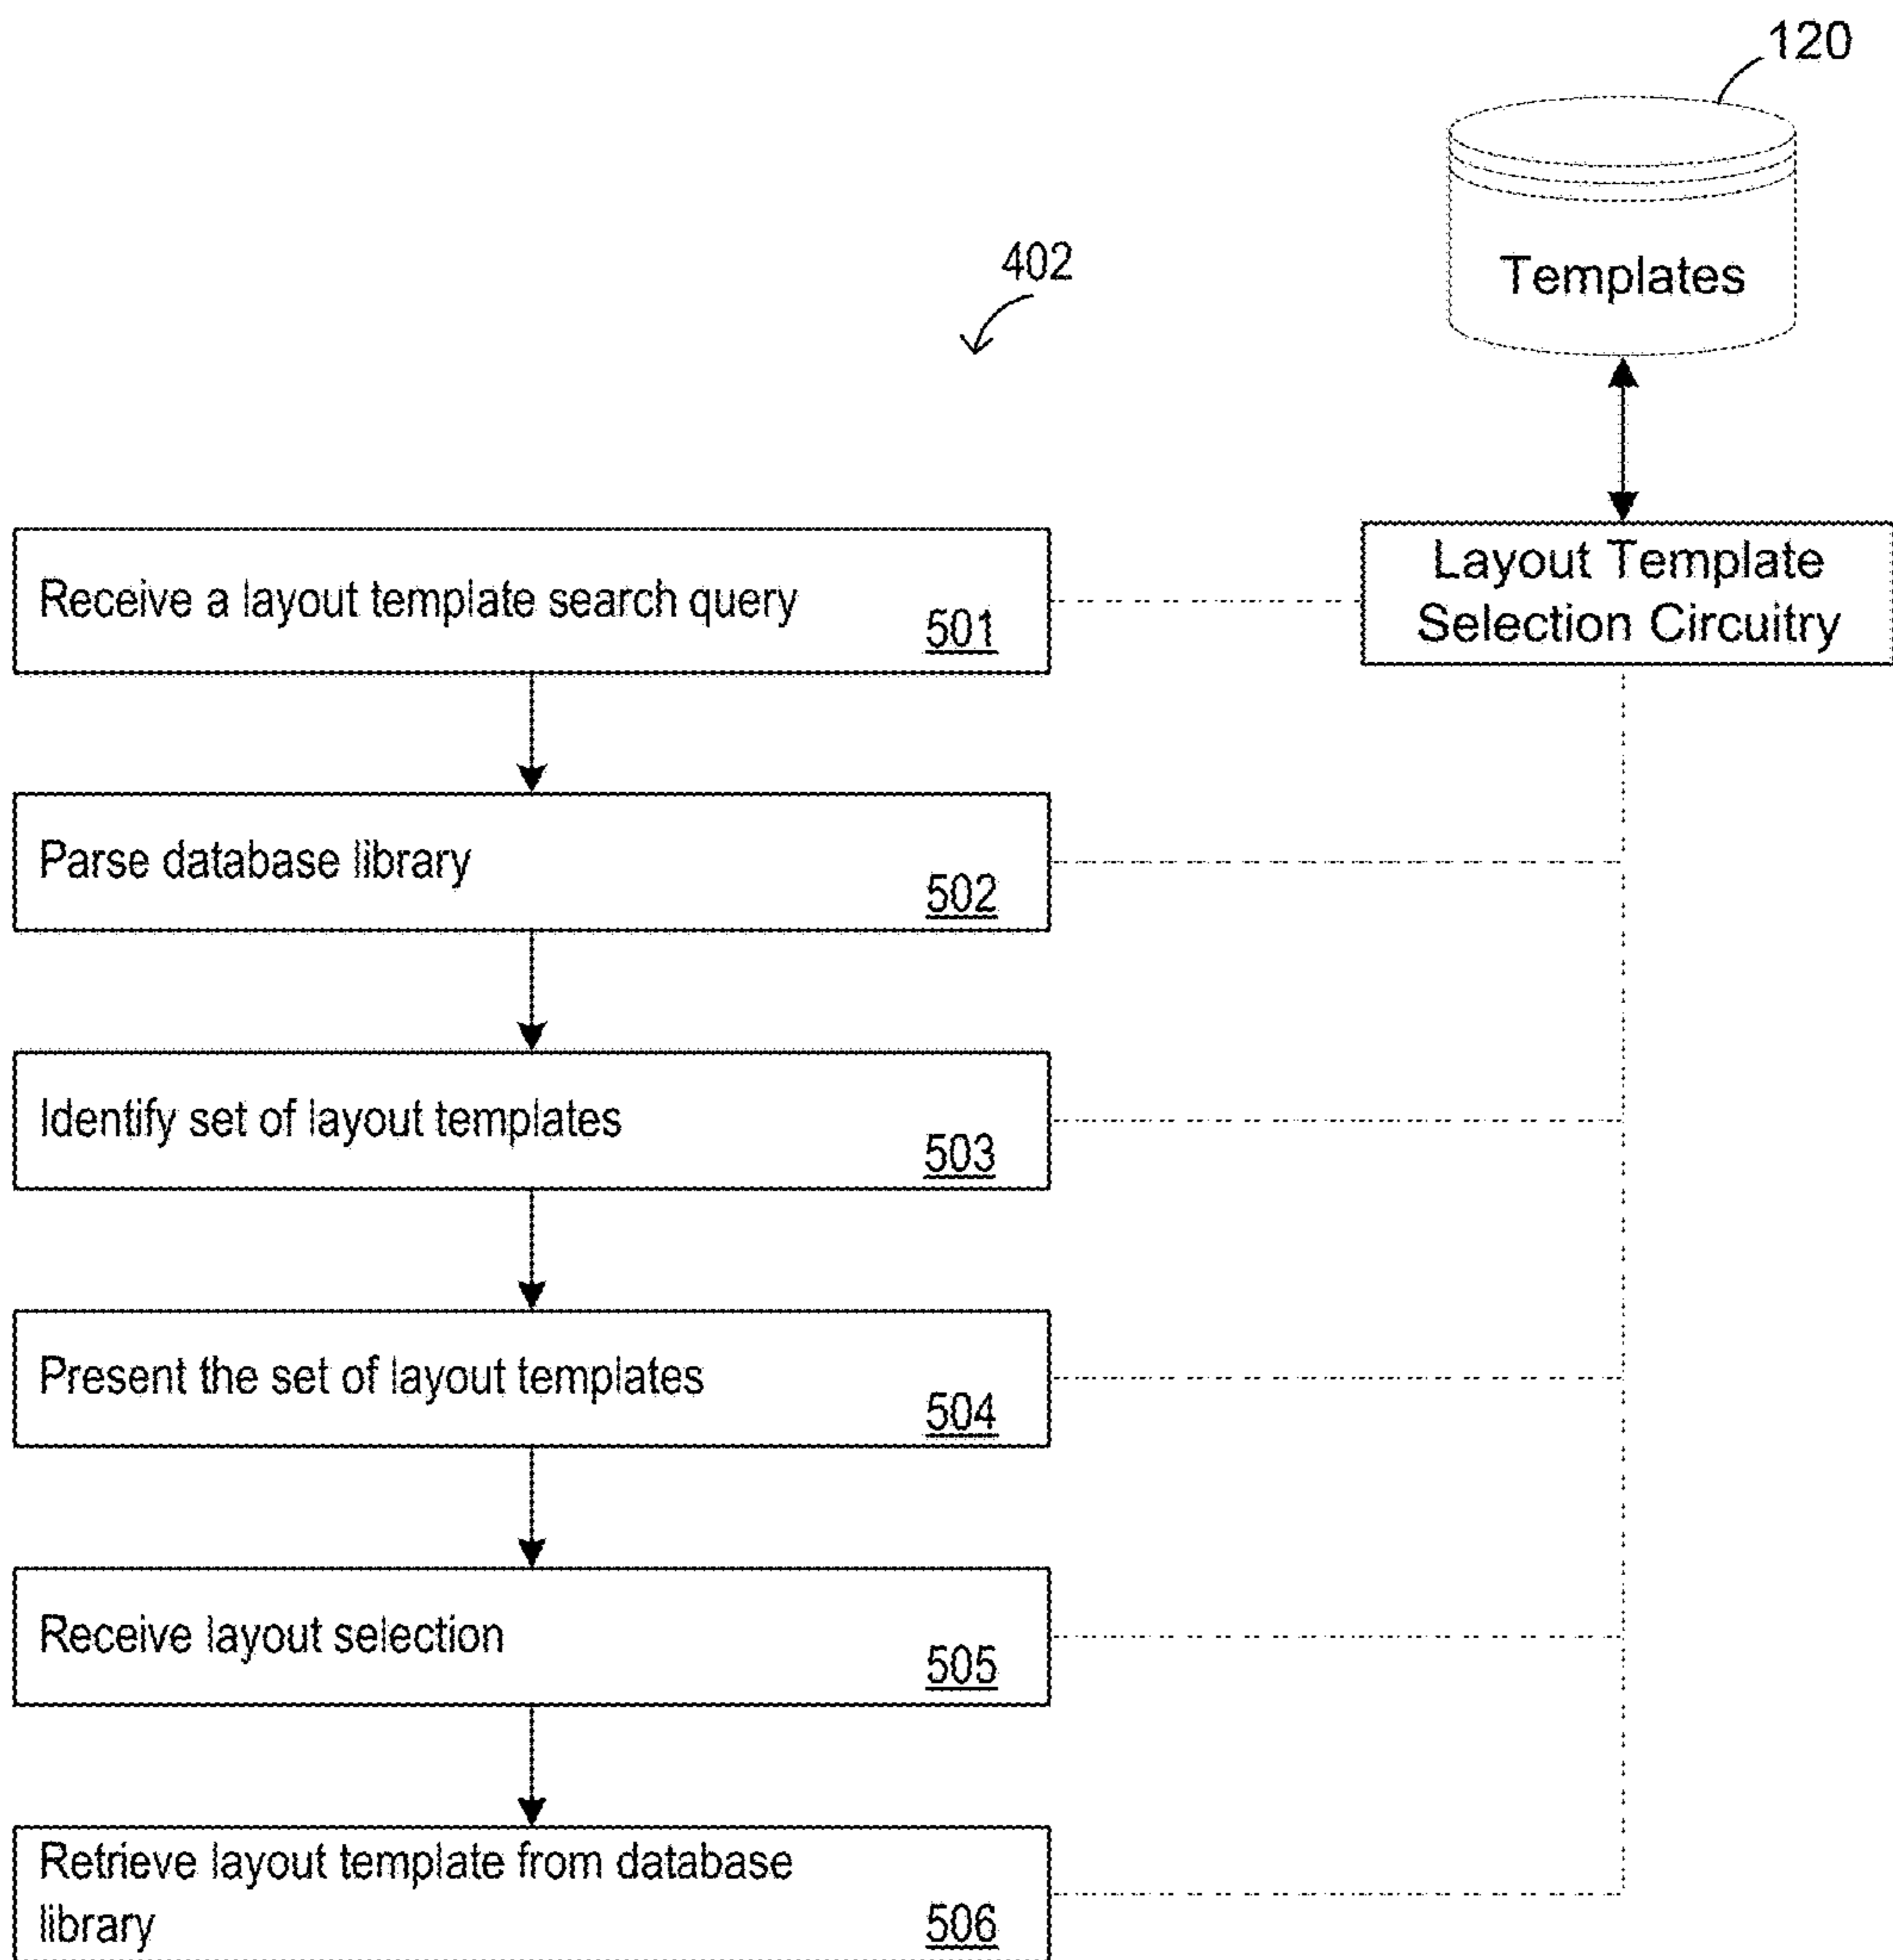 120
Templates
402
Layout Template
Selection Circuitry
Receive a layout template search query
501
Parse database library
502
Identify set of layout templates
503
Present the set of layout templates
504
Receive layout selection
505
Retrieve layout template from database
library
506